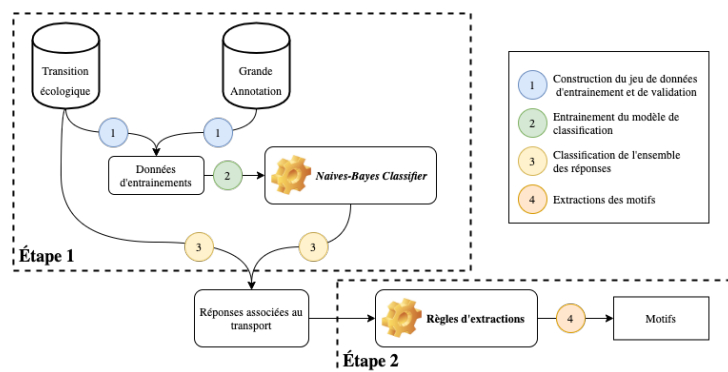 Transition
écologique
Grande
Annotation
1
1
Données
d'entrainements
2
Naives-Bayes Classifier
3
3
Étape 1
1
Construction du jeu de données
d'entrainement et de validation
2
Entrainement du modèle de
classification
3
Classification de l'ensemble
des réponses
4
Extractions des motifs
Réponses associées au
transport
Règles d'extractions
4
Motifs
Étape 2